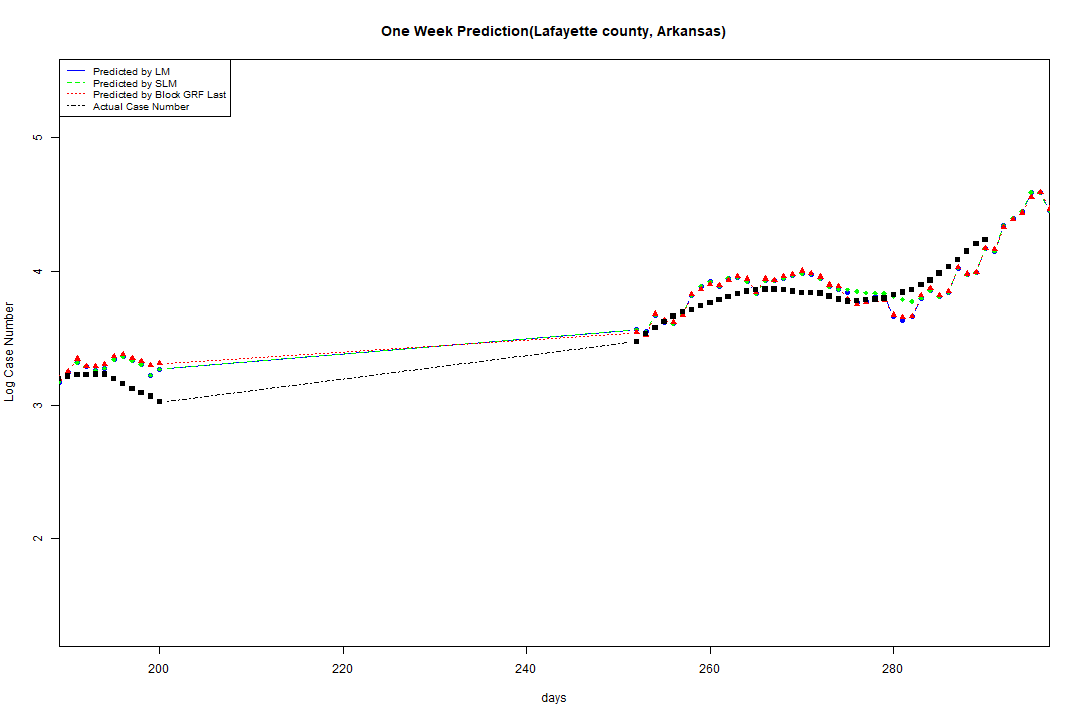 One Week Prediction(Lafayette county, Arkansas)
Predicted by LM
Predicted by SLM
Predicted by Block GRF Last
Actual Case Number
5
4
3
2
Log Case Number
200
220
240
260
280
days